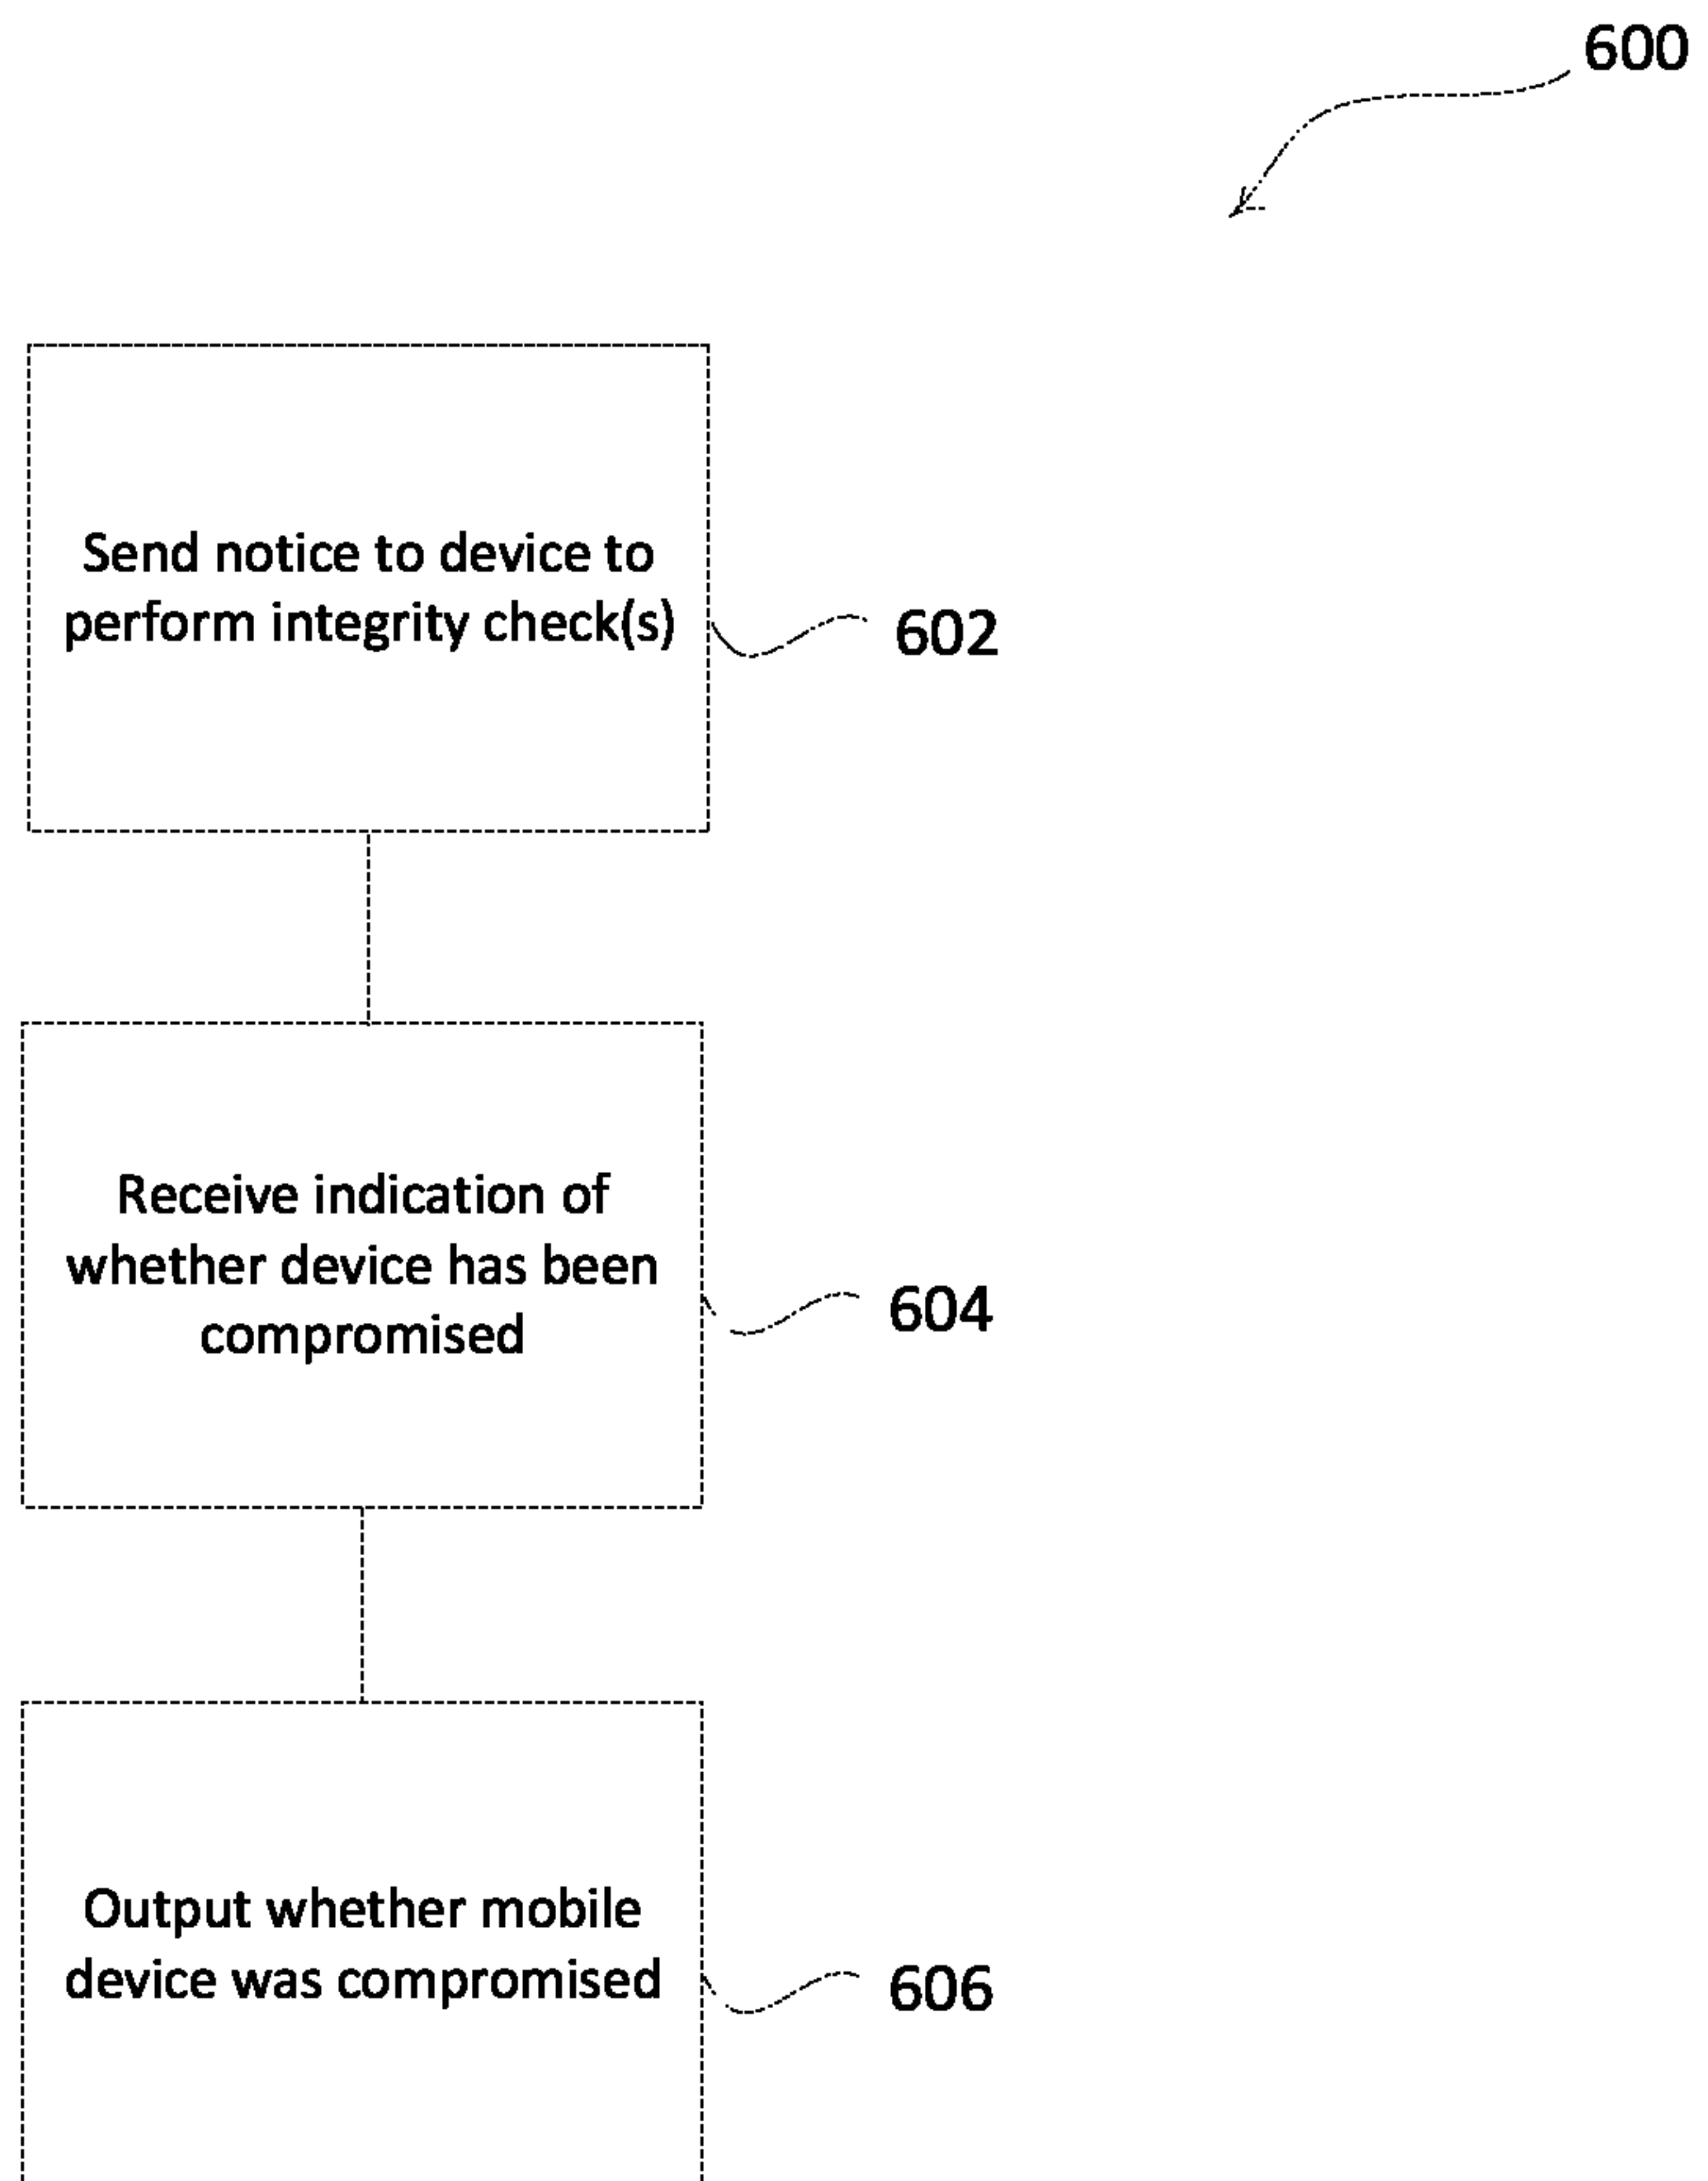 600
Send notice to device to
perform integrity check(s)
602
Receive indication of
whether device has been
compromised
604
Output whether mobile
device was compromised
606